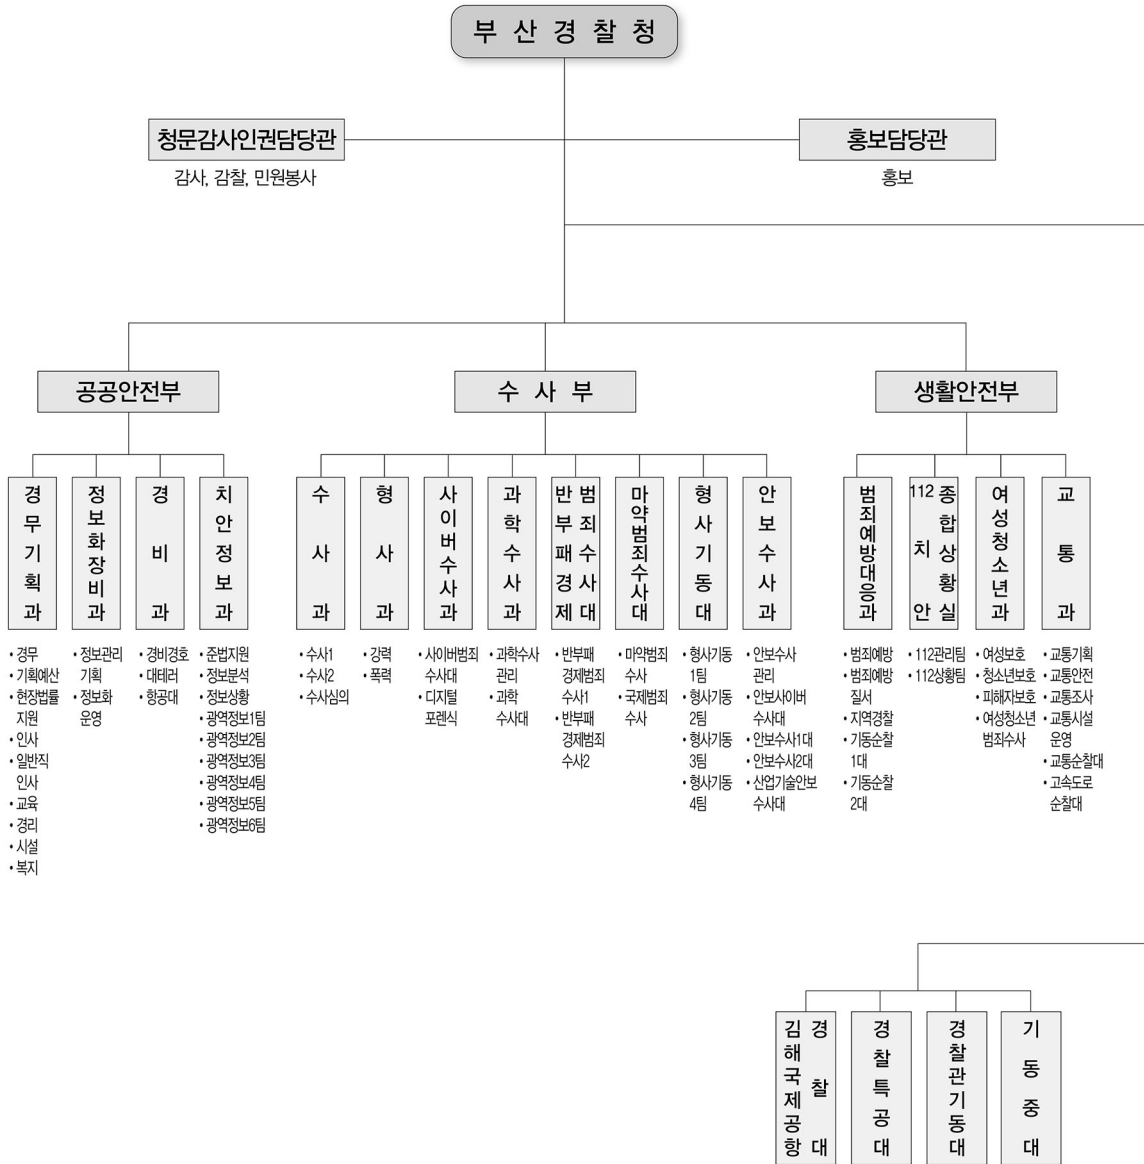 부산경찰청
청문감사인권담당관
감사, 감찰, 민원봉사
홍보담당관
홍보
공공안전부
수사부
생활안전부
경무기획과
정보화장비과
경비과
치안정보과
수사과
형사과
사이버수사과
과학수사과
반부패경제
범죄수사대
마약범죄수사대
형사기동대
안보수사과
범죄예방대응과
112치안
종합상황실
여성청소년과
교통과
• 경무
• 기획예산
• 현장법률
지원
• 인사
• 일반직
인사
• 교육
• 경리
• 시설
• 복지
• 정보관리
기획
• 정보화
운영
• 경비경호
• 대테러
• 항공대
• 준법지원
• 정보분석
• 정보상황
• 광역정보1팀
• 광역정보2팀
• 광역정보3팀
• 광역정보4팀
• 광역정보5팀
• 광역정보6팀
• 수사1
• 수사2
• 수사심의
• 강력
• 폭력
• 사이버범죄
수사대
• 디지털
포렌식
• 과학수사
관리
• 과학
수사대
• 반부패
경제범죄
수사1
• 반부패
경제범죄
수사2
• 마약범죄
수사
• 국제범죄
수사
• 형사기동
1팀
• 형사기동
2팀
• 형사기동
3팀
• 형사기동
4팀
• 안보수사
관리
• 안보사이버
수사대
• 안보수사1대
• 안보수사2대
• 산업기술안보
수사대
• 범죄예방
• 범죄예방
질서
• 지역경찰
• 기동순찰
1대
• 기동순찰
2대
• 112관리팀
• 112상황팀
• 여성보호
• 청소년보호
• 피해자보호
• 여성청소년
범죄수사
• 교통기획
• 교통안전
• 교통조사
• 교통시설
운영
• 교통순찰대
• 고속도로
순찰대
김해국제공항
경찰대
경찰특공대
경찰관기동대
기동중대